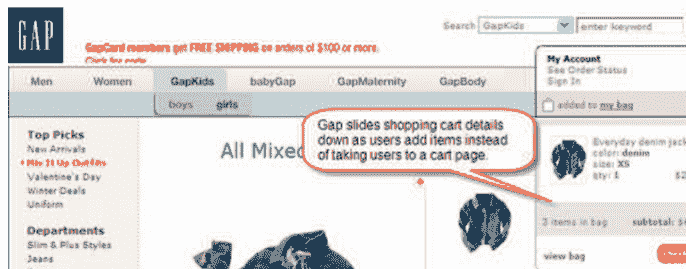 GAP
Search GapKids enter keyword
GapCard members get FREE SHIPPING on orders of $100 or more.
My Account
See Order Status
Sign In
Men Women GapKids babyGap GapMaternity GapBody
boys girls
added to my bag
Gap slides shopping cart details
down as users add items instead
of taking users to a cart page.
Top Picks
New Arrivals
Mix It Up Outfits
Valentine's Day
Winter Deals
Uniform
All Mixed
Everyday denim jack
color: denim
size: XS
qty: 1
Departments
Slim & Plus Styles
Jeans
3 items in bag subtotal:
view bag